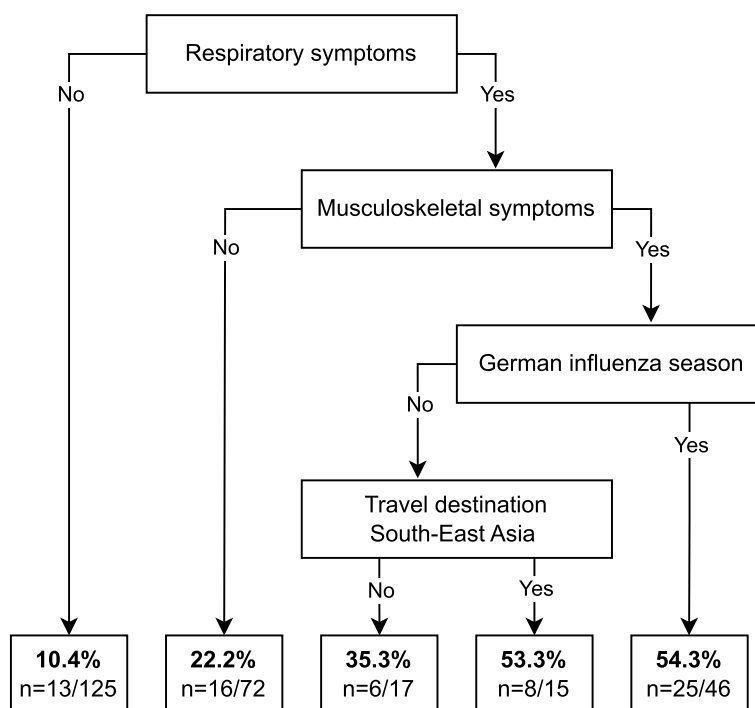 Respiratory symptoms
No
Yes
Musculoskeletal symptoms
No
Yes
German influenza season
No
Yes
Travel destination
South-East Asia
No
Yes
10.4%
n=13/125
22.2%
n=16/72
35.3%
n=6/17
53.3%
n=8/15
54.3%
n=25/46